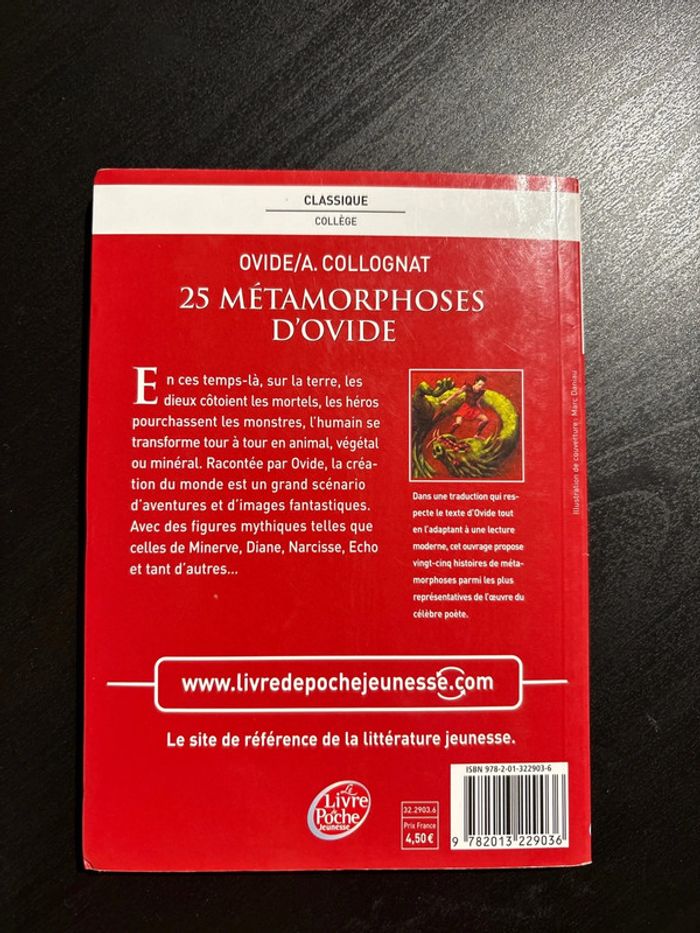 CLASSIQUE
COLLÈGE
OVIDE/A. COLLOGNAT
25 MÉTAMORPHOSES
D'OVIDE
En ces temps-là, sur la terre, les
dieux côtoient les mortels, les héros
pourchassent les monstres, l'humain se
transforme tour à tour en animal, végétal
ou minéral. Racontée par Ovide, la créa-
tion du monde est un grand scénario
d'aventures et d'images fantastiques.
Avec des figures mythiques telles que
celles de Minerve, Diane, Narcisse, Echo
et tant d'autres...
Dans une traduction qui res-
pecte le texte d'Ovide tout
en l'adaptant à une lecture
moderne, cet ouvrage propose
vingt-cinq histoires de méta-
morphoses parmi les plus
représentatives de l'œuvre du
célèbre poète.
Illustration de couverture : Marc Daniau
www.livredepochejeunesse.com
Le site de référence de la littérature jeunesse.
Le
Livre
de
Poche
Jeunesse
32.2903.6
Prix France
4,50 €
ISBN 978-2-01-322903-6
9 782013 229036